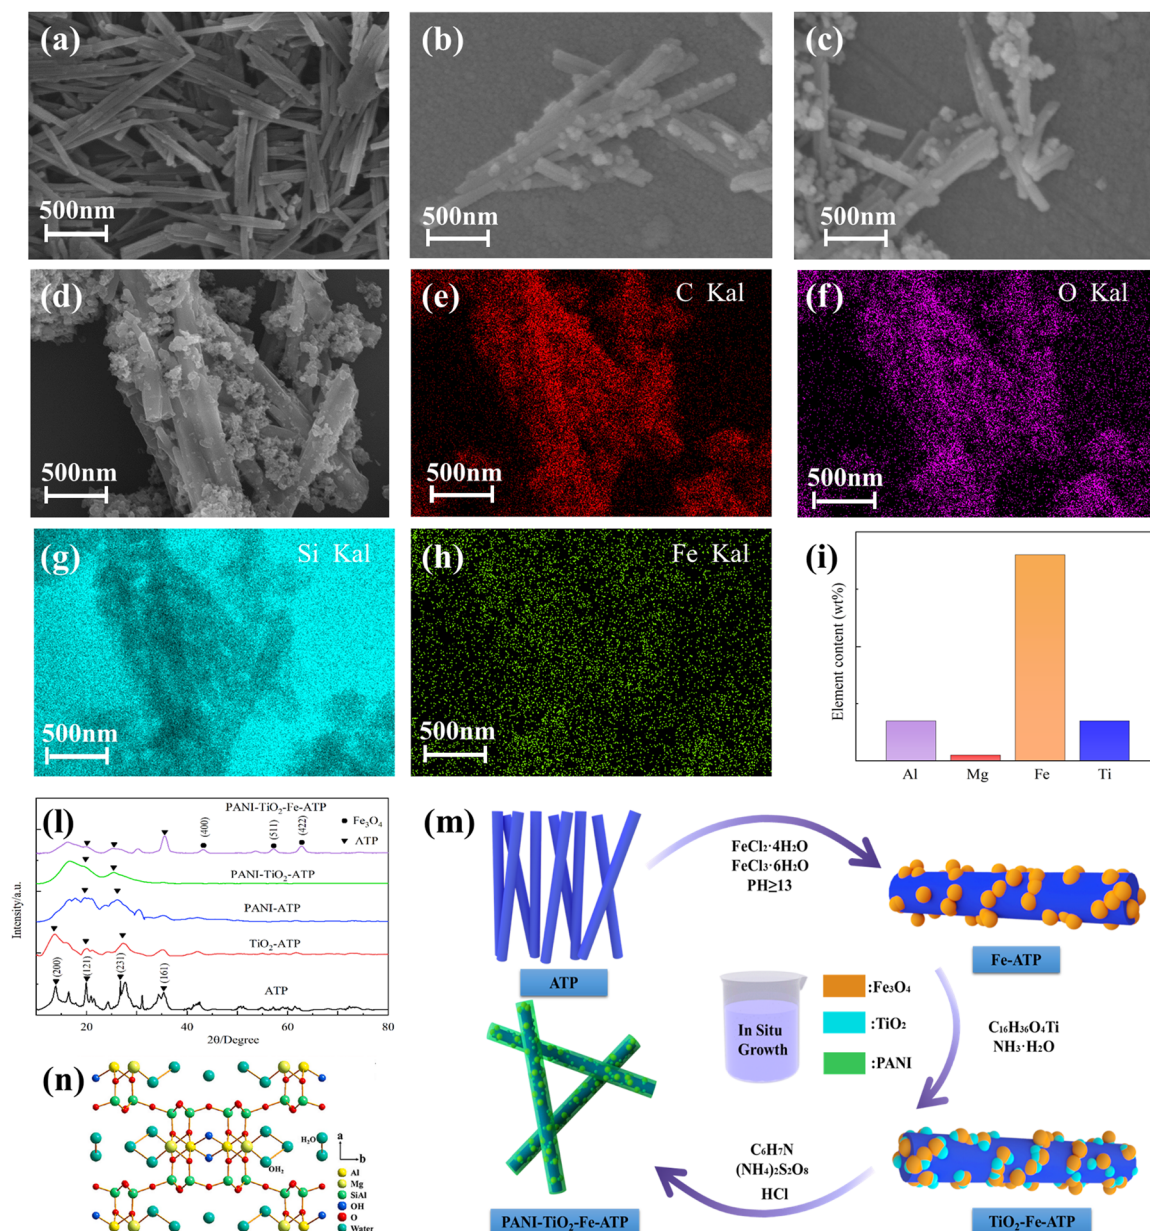 (a)
500nm
(b)
500nm
(c)
500nm
(d)
500nm
(e)
C Kal
500nm
(f)
O Kal
500nm
(g)
Si Kal
500nm
(h)
Fe Kal
500nm
(i)
Element content (wt%)
Al Mg Fe Ti
(l)
PANI-TiO₂-Fe-ATP
Fe₃O₄
ATP
(400)
(511)
(422)
PANI-TiO₂-ATP
PANI-ATP
TiO₂-ATP
(200)
(121)
(231)
(161)
ATP
Intensity/a.u.
20 40 60 80
2θ/Degree
(m)
ATP
FeCl₂·4H₂O
FeCl₃·6H₂O
PH≥13
Fe-ATP
In Situ
Growth
:Fe₃O₄
:TiO₂
:PANI
C₁₆H₃₆O₄Ti
NH₃·H₂O
TiO₂-Fe-ATP
C₆H₇N
(NH₄)₂S₂O₈
HCl
PANI-TiO₂-Fe-ATP
(n)
H₂O
OH₂
a
b
Al
Mg
SiAl
OH
O
Water